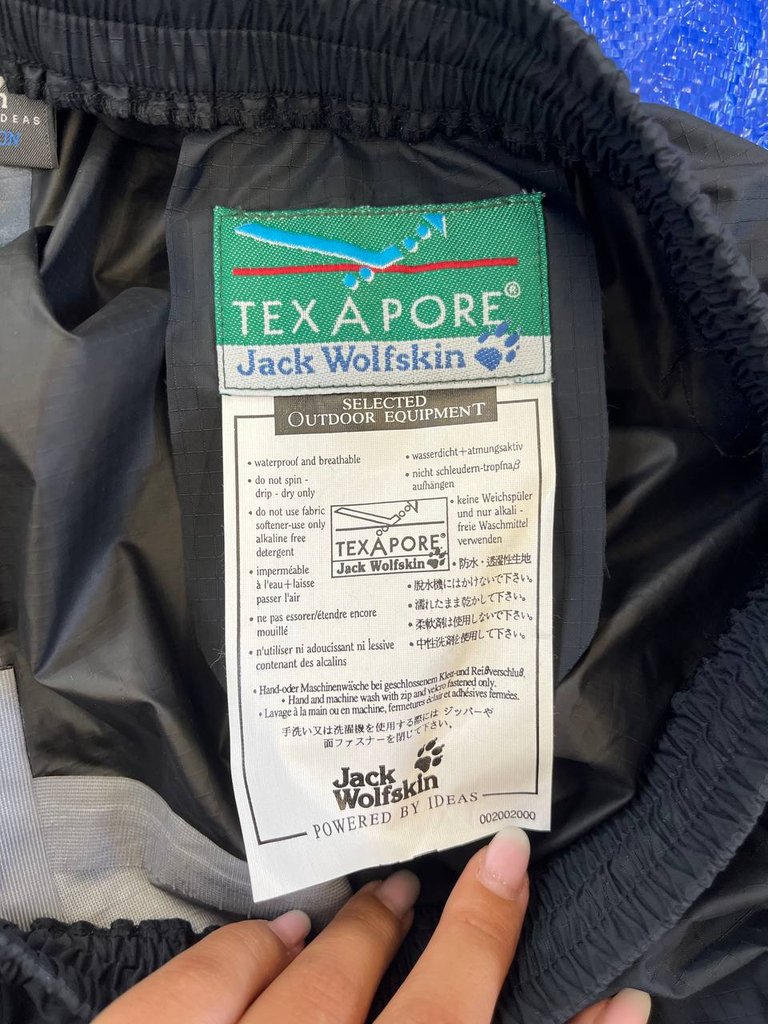 DEAS
TEXAPORE®
Jack Wolfskin
SELECTED
OUTDOOR EQUIPMENT
• waterproof and breathable
• do not spin -
drip - dry only
• do not use fabric
softener-use only
alkaline free
detergent
• imperméable
à l'eau+laisse
passer l'air
• ne pas essorer/étendre encore
mouillé
• n'utiliser ni adoucissant ni lessive
contenant des alcalins
• wasserdicht+atmungsaktiv
• nicht schleudern-tropfnaß
aufhängen
• keine Weichspüler
und nur alkali -
freie Waschmittel
verwenden
TEXAPORE®
Jack Wolfskin
• 防水・透湿性生地
• 脱水機にはかけないで下さい。
• 濡れたまま乾かして下さい。
• 柔軟剤は使用しないで下さい。
• 中性洗剤を使用して下さい。
• Hand-oder Maschinenwäsche bei geschlossenem Klett-und Reißverschluß.
• Hand and machine wash with zip and velcro fastened only.
• Lavage à la main ou en machine, fermetures éclair et adhésives fermées.
手洗い又は洗濯機を使用する際には ジッパーや
面ファスナーを閉じて下さい。
Jack
Wolfskin
POWERED BY IDEAS
002002000